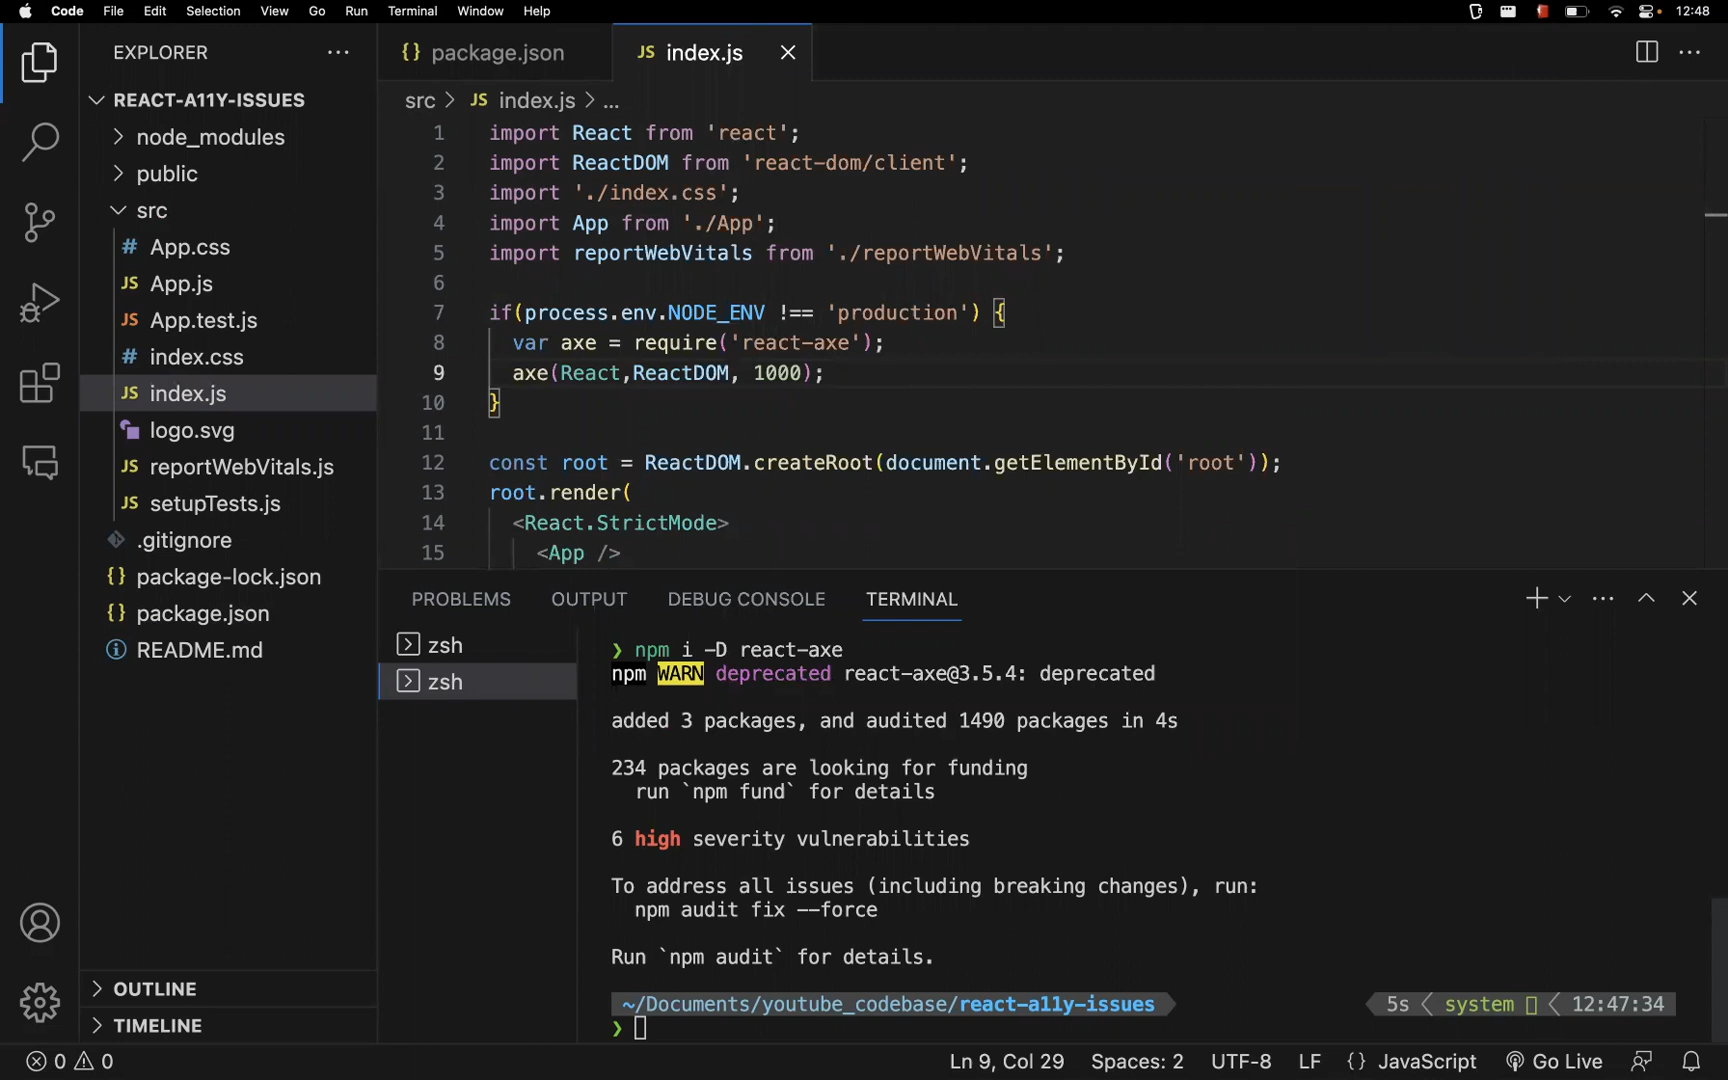 Code File Edit Selection View Go Run Terminal Window Help 12:48
EXPLORER
REACT-A11Y-ISSUES
node_modules
public
src
# App.css
JS App.js
JS App.test.js
# index.css
JS index.js
logo.svg
JS reportWebVitals.js
JS setupTests.js
.gitignore
{} package-lock.json
{} package.json
README.md
OUTLINE
TIMELINE
{} package.json
JS index.js
src > JS index.js > ...
1 import React from 'react';
2 import ReactDOM from 'react-dom/client';
3 import './index.css';
4 import App from './App';
5 import reportWebVitals from './reportWebVitals';
6
7 if(process.env.NODE_ENV !== 'production') {
8 var axe = require('react-axe');
9 axe(React,ReactDOM, 1000);
10 }
11
12 const root = ReactDOM.createRoot(document.getElementById('root'));
13 root.render(
14 <React.StrictMode>
15 <App />
PROBLEMS OUTPUT DEBUG CONSOLE TERMINAL
zsh
zsh
❯ npm i -D react-axe
npm WARN deprecated react-axe@3.5.4: deprecated
added 3 packages, and audited 1490 packages in 4s
234 packages are looking for funding
run `npm fund` for details
6 high severity vulnerabilities
To address all issues (including breaking changes), run:
npm audit fix --force
Run `npm audit` for details.
~/Documents/youtube_codebase/react-a11y-issues 5s system 12:47:34
❯
0 0 Ln 9, Col 29 Spaces: 2 UTF-8 LF {} JavaScript Go Live